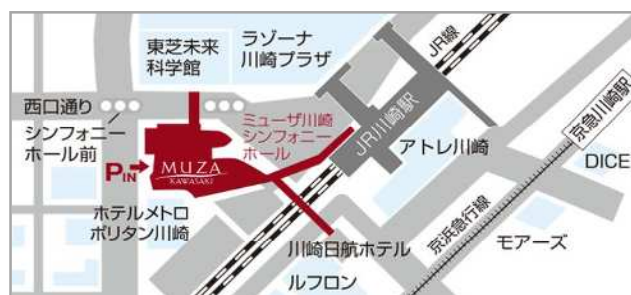 東芝未来
科学館
ラゾーナ
川崎プラザ
JR線
西口通り
シンフォニー
ホール前
ミューザ川崎
シンフォニー
ホール
JR川崎駅
京急川崎駅
アトレ川崎
DICE
PIN
MUZA
KAWASAKI
ホテルメトロ
ポリタン川崎
川崎日航ホテル
京浜急行線
モアーズ
ルフロン